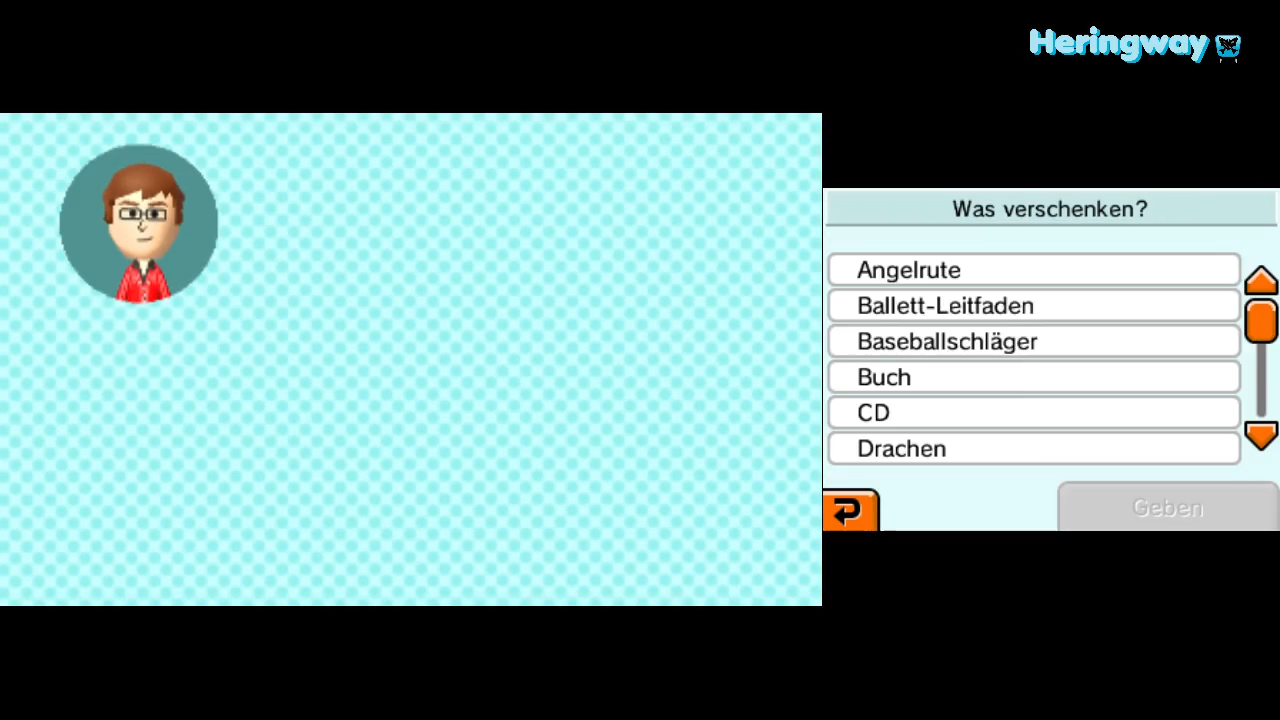 Heringway
Was verschenken?
Angelrute
Ballett-Leitfaden
Baseballschläger
Buch
CD
Drachen
Geben